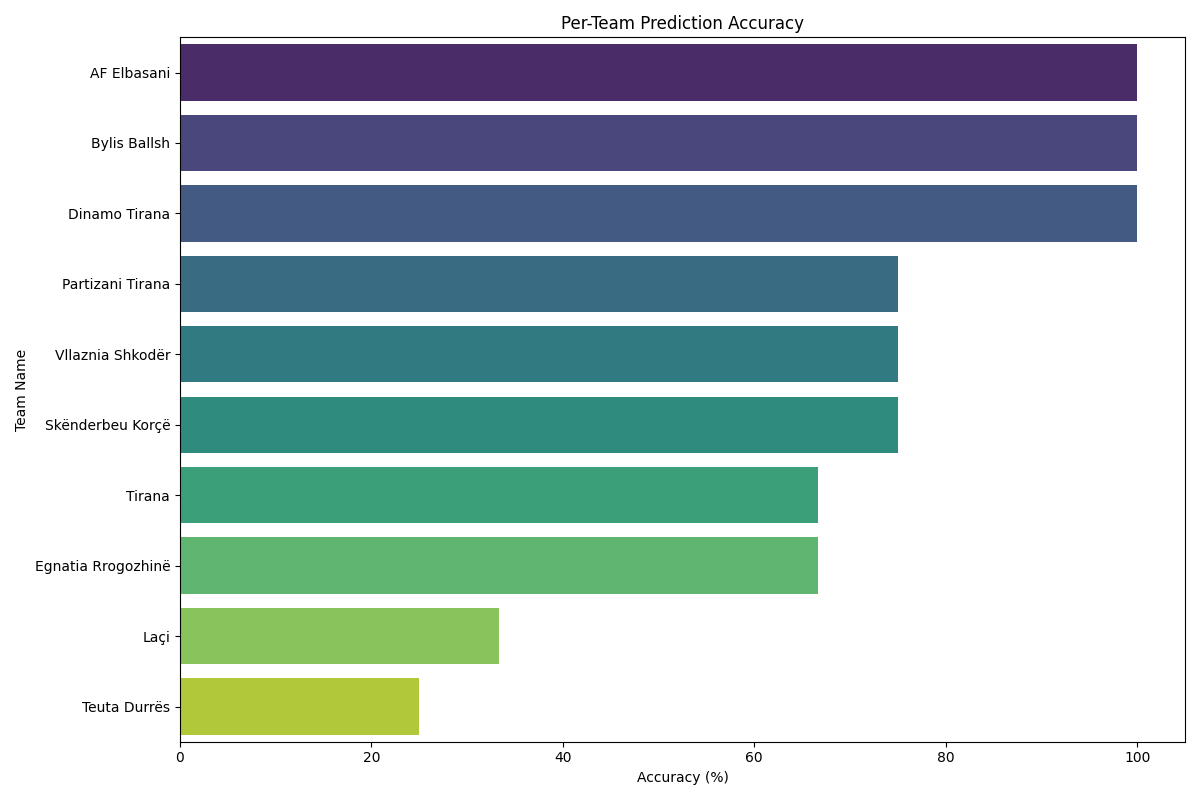 Per-Team Prediction Accuracy
Team Name
AF Elbasani
Bylis Ballsh
Dinamo Tirana
Partizani Tirana
Vllaznia Shkodër
Skënderbeu Korçë
Tirana
Egnatia Rrogozhinë
Laçi
Teuta Durrës
0 20 40 60 80 100
Accuracy (%)